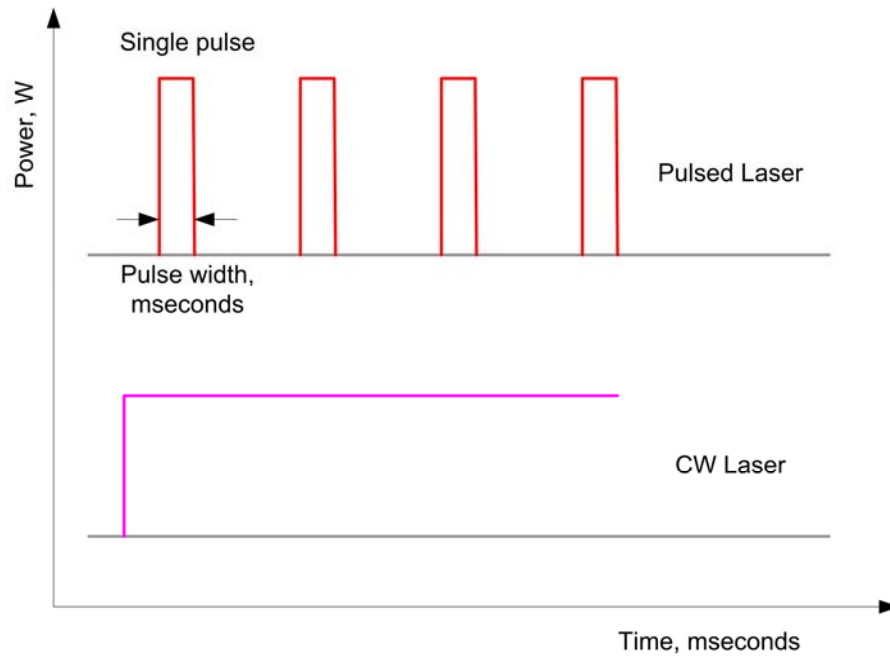 Single pulse
Power, W
Pulsed Laser
Pulse width,
mseconds
CW Laser
Time, mseconds